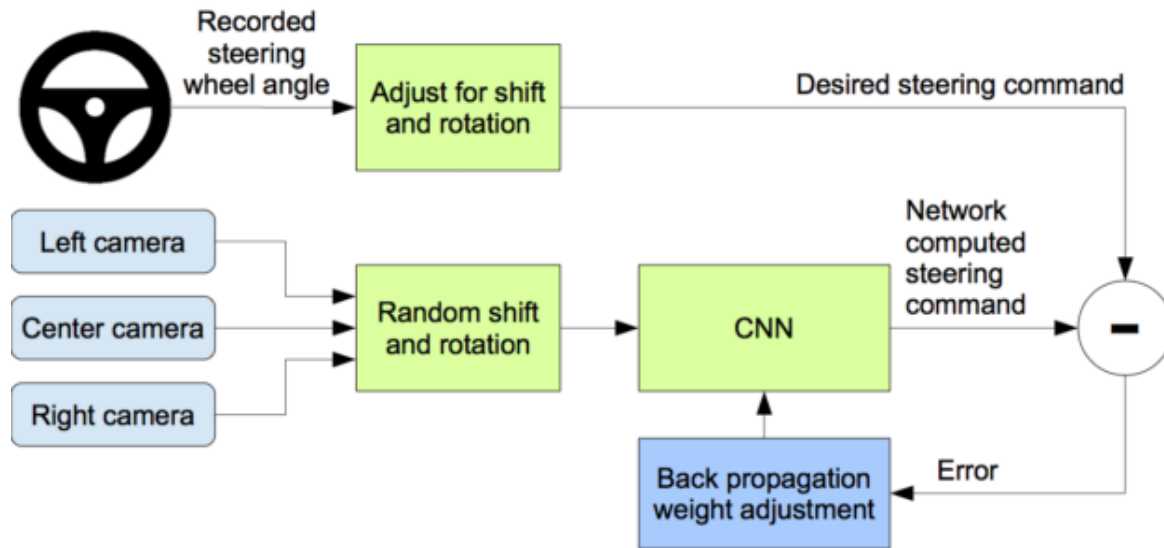 Recorded
steering
wheel angle
Adjust for shift
and rotation
Desired steering command
Left camera
Center camera
Right camera
Random shift
and rotation
CNN
Network
computed
steering
command
-
Back propagation
weight adjustment
Error